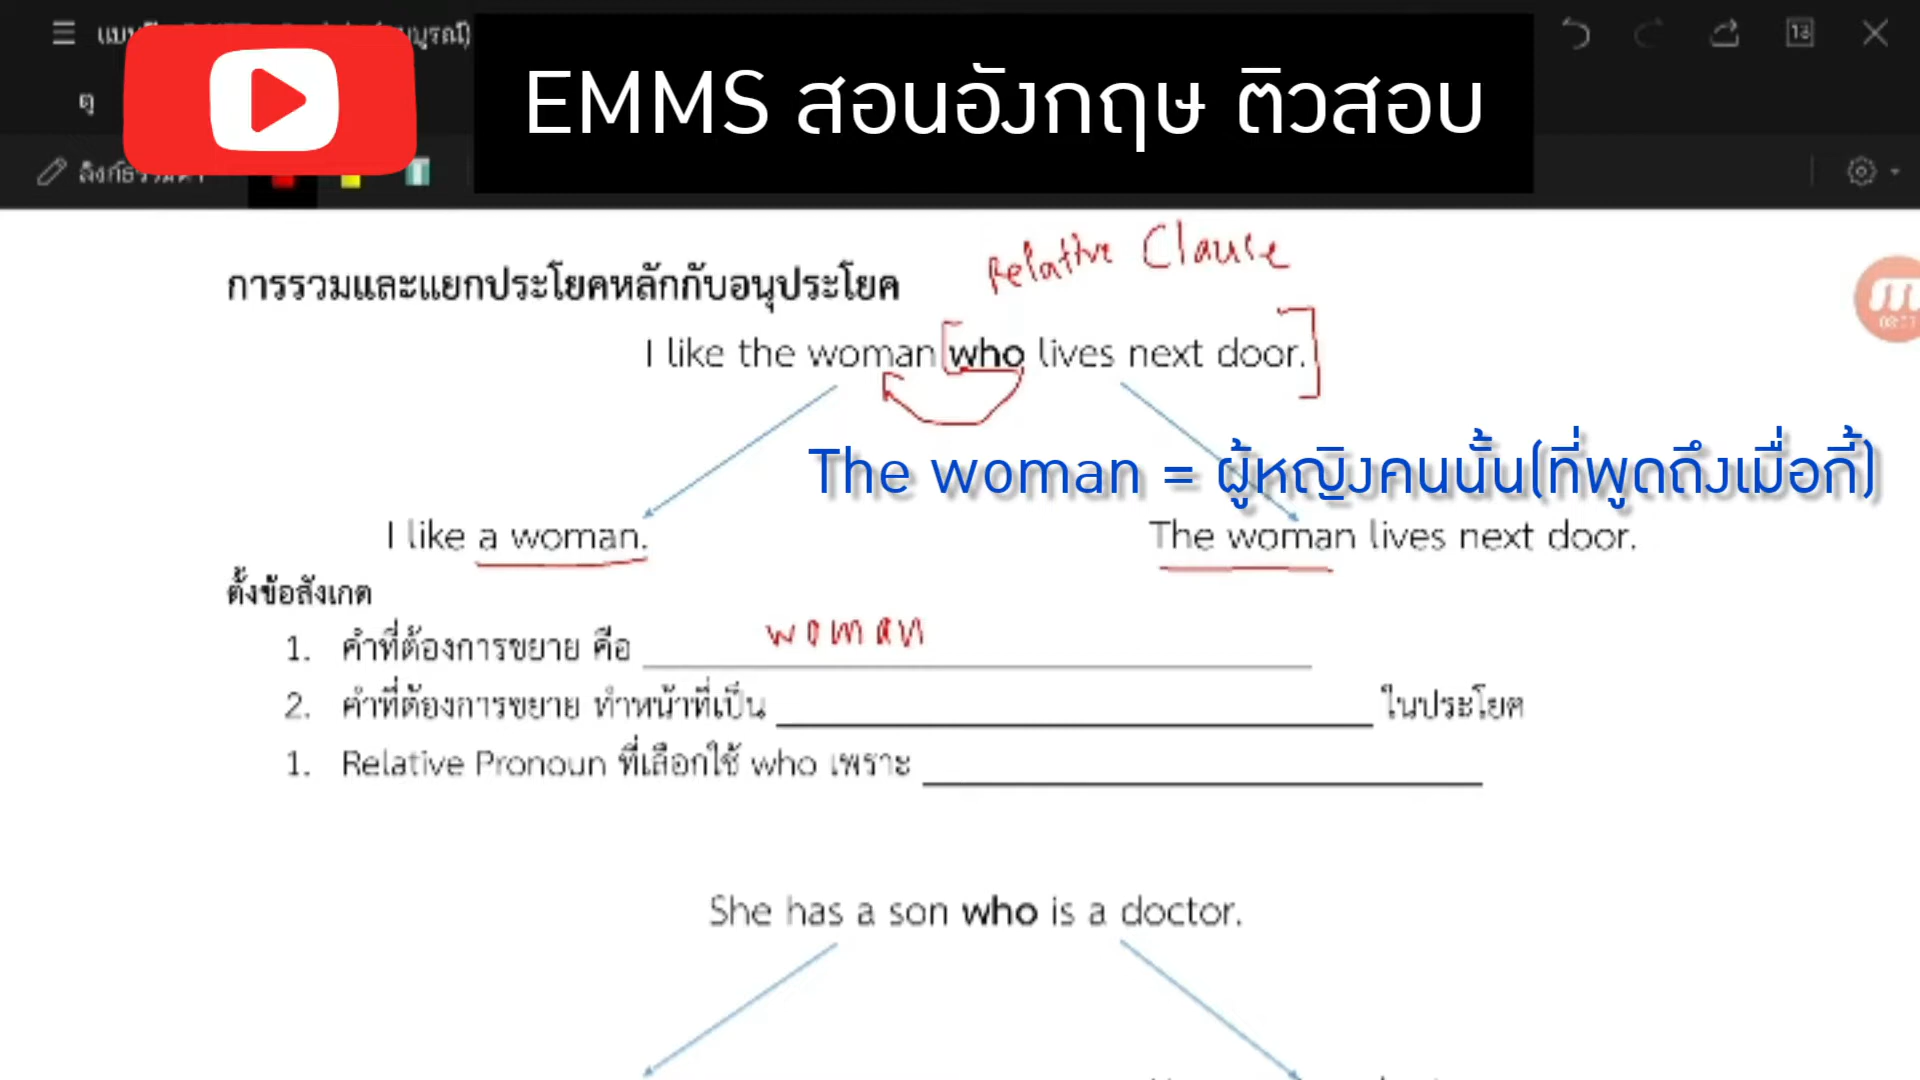 EMMS สอนอังกฤษ ติวสอบ
13
ตุ
การรวมและแยกประโยคหลักกับอนุประโยค
Relative Clause
I like the woman who lives next door.
The woman = ผู้หญิงคนนั้น(ที่พูดถึงเมื่อกี้)
I like a woman.
The woman lives next door.
ตั้งข้อสังเกต
1. คำที่ต้องการขยาย คือ woman
2. คำที่ต้องการขยาย ทำหน้าที่เป็น ในประโยค
1. Relative Pronoun ที่เลือกใช้ who เพราะ
She has a son who is a doctor.